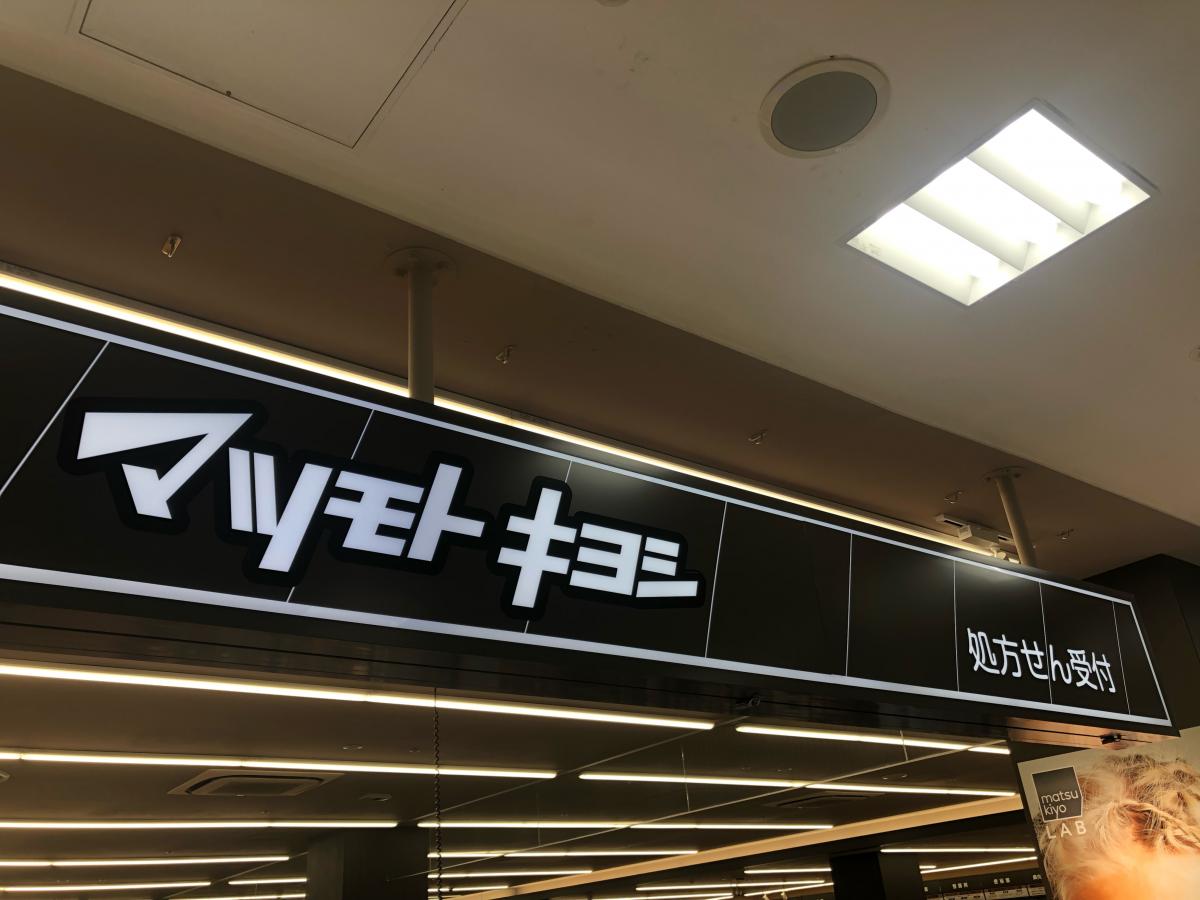 マツモトキヨシ
処方せん受付
matsu
kiyo
LAB